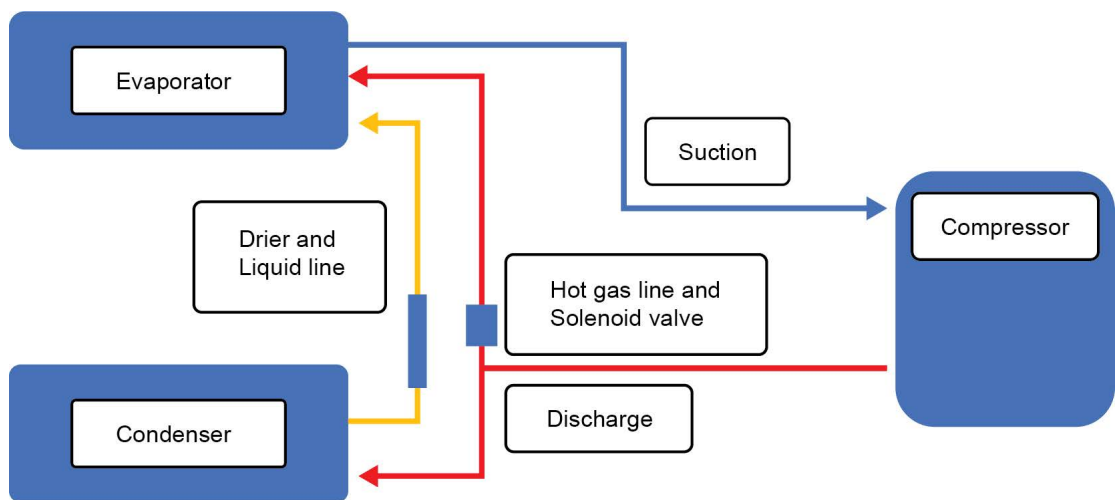 Evaporator
Suction
Compressor
Drier and
Liquid line
Hot gas line and
Solenoid valve
Condenser
Discharge